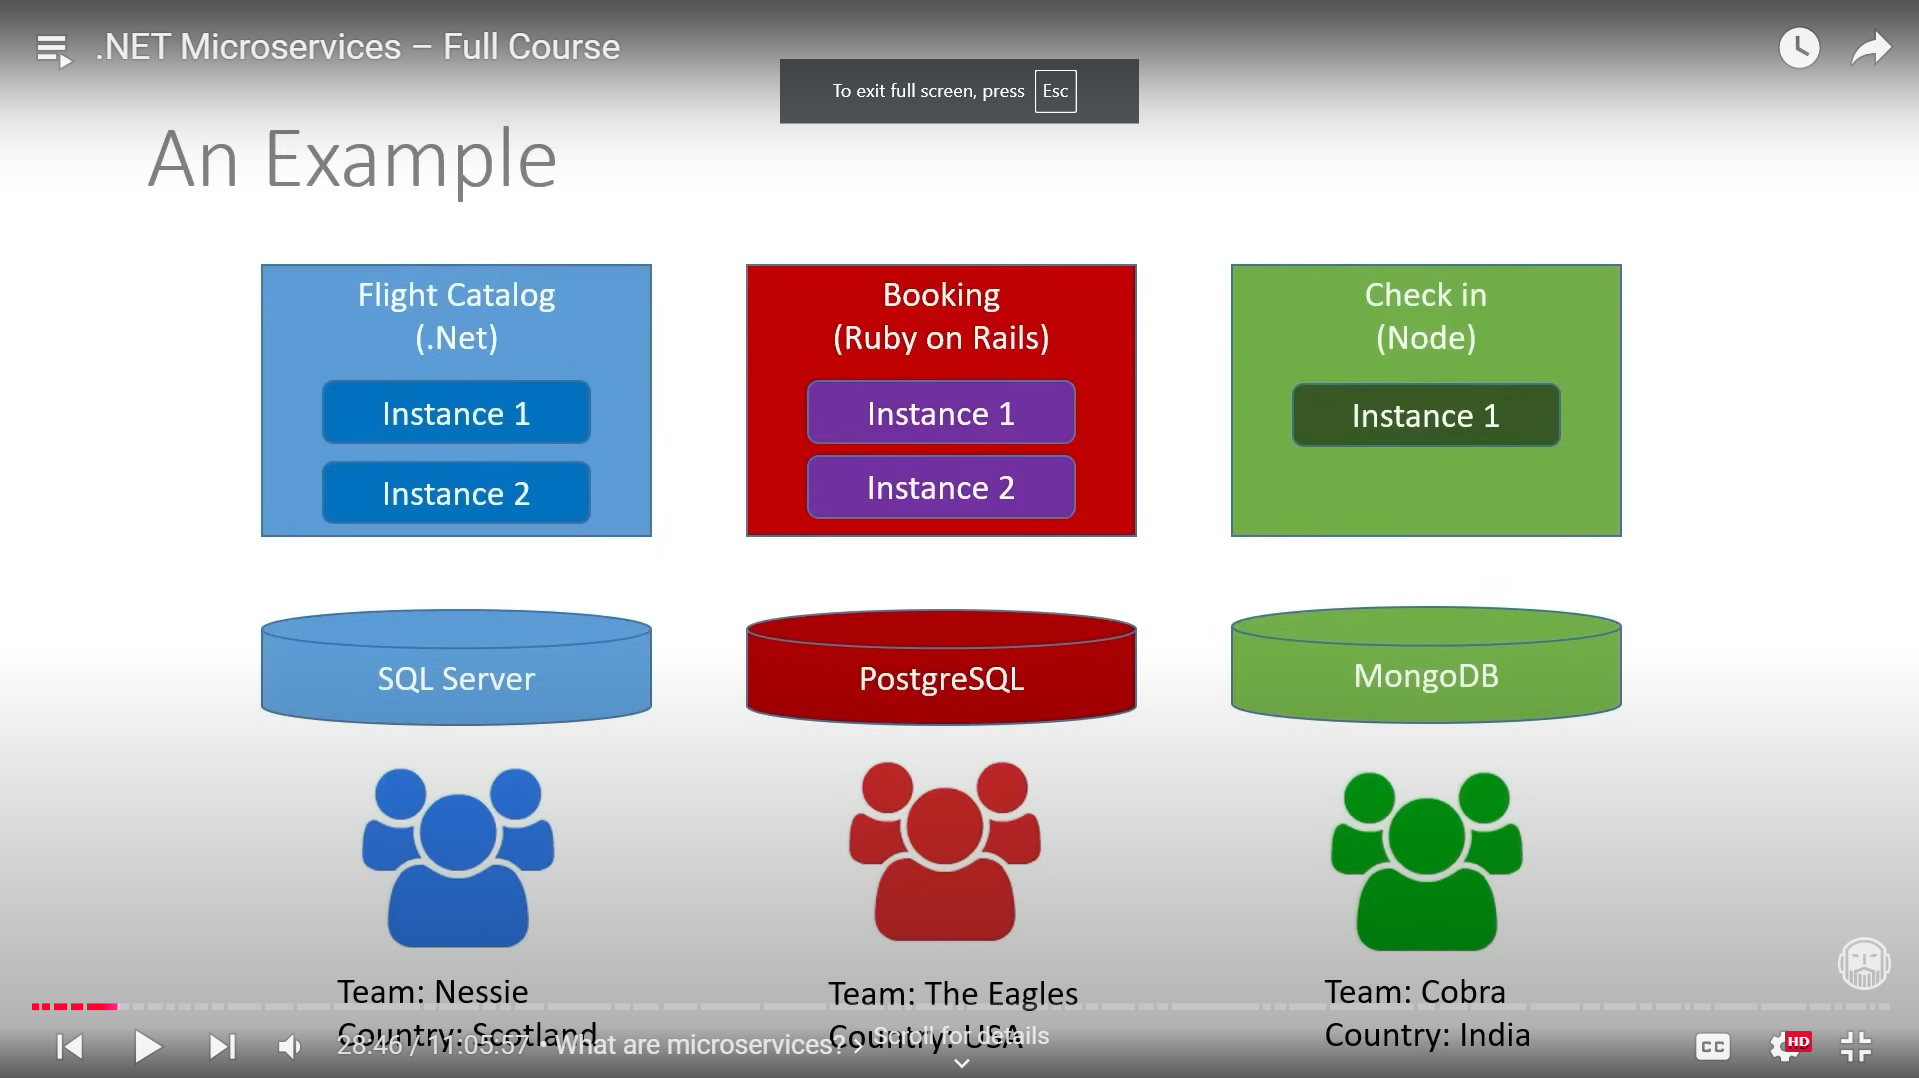 .NET Microservices – Full Course
To exit full screen, press Esc
An Example
Flight Catalog
(.Net)
Instance 1
Instance 2
Booking
(Ruby on Rails)
Instance 1
Instance 2
Check in
(Node)
Instance 1
SQL Server
PostgreSQL
MongoDB
Team: Nessie
Country: Scotland
Team: The Eagles
Country: USA
Team: Cobra
Country: India
28:46 / 11:05:57 • What are microservices? >
Scroll for details
CC
HD